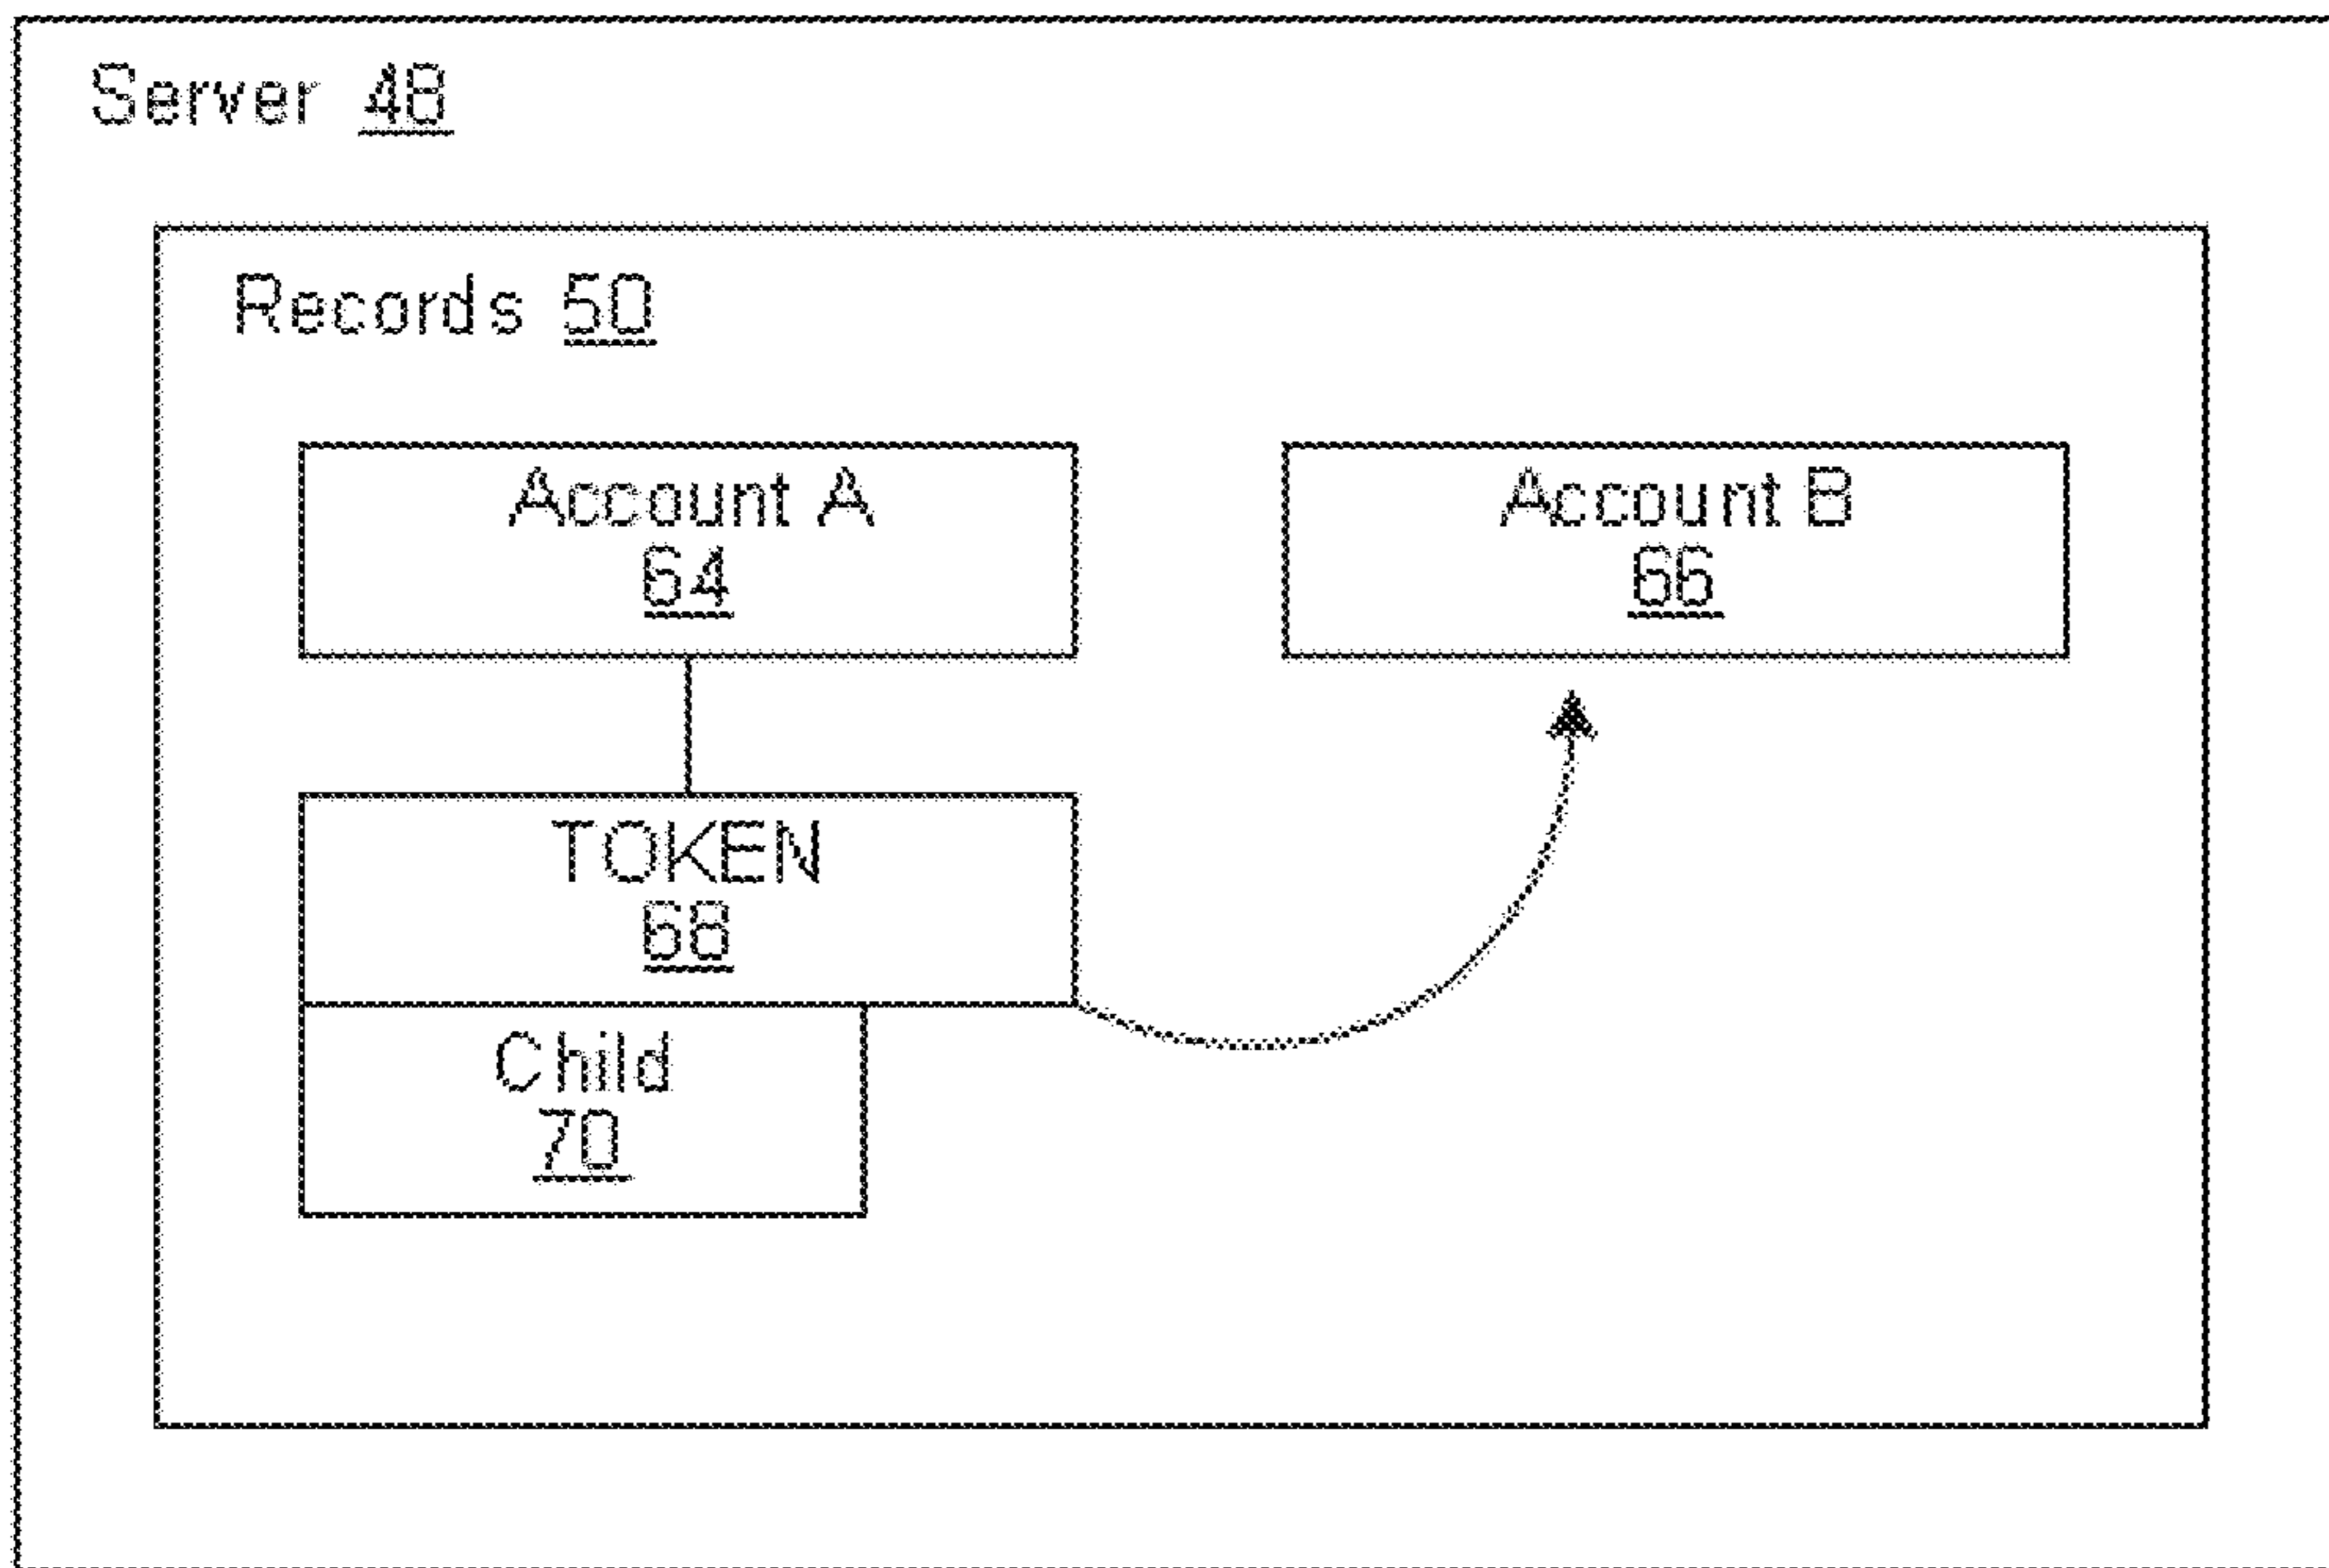 Server 48
Records 50
Account A
64
Account B
66
TOKEN
68
Child
70